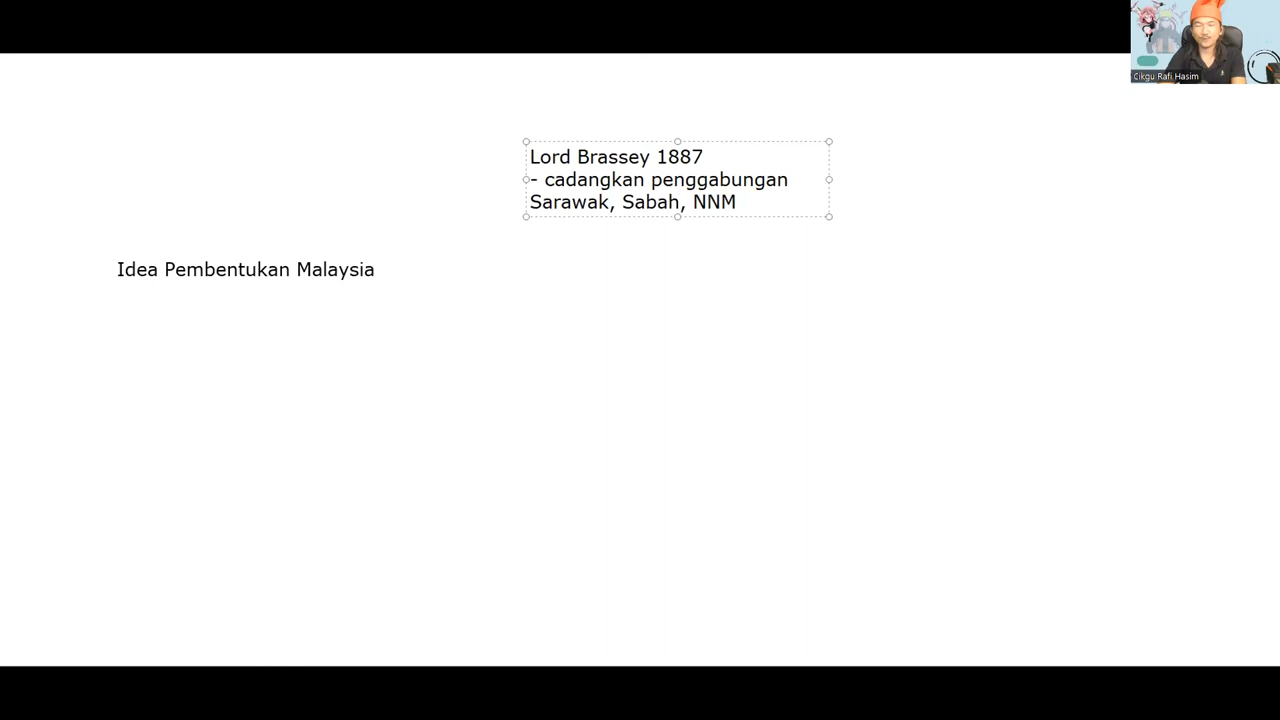 Cikgu Rafi Hasim
Lord Brassey 1887
- cadangkan penggabungan
Sarawak, Sabah, NNM
Idea Pembentukan Malaysia